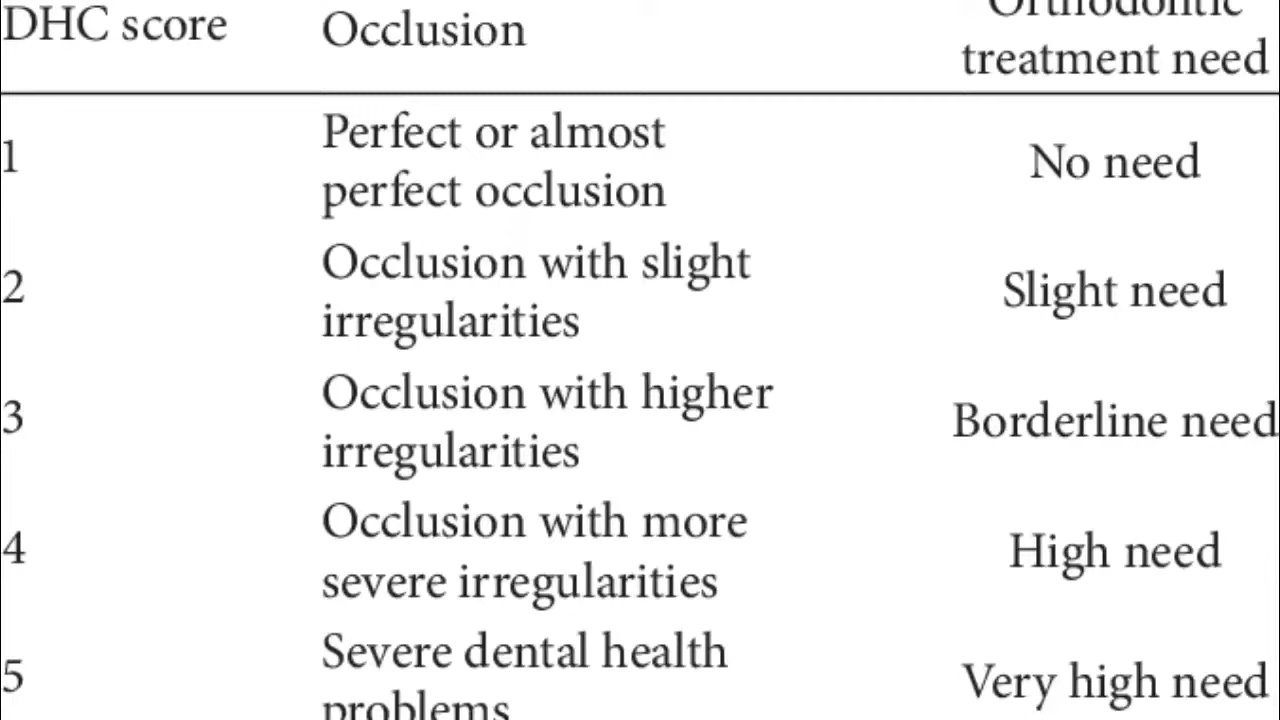 DHC score Occlusion Orthodontic
treatment need
1 Perfect or almost
perfect occlusion No need
2 Occlusion with slight
irregularities Slight need
3 Occlusion with higher
irregularities Borderline need
4 Occlusion with more
severe irregularities High need
5 Severe dental health
problems Very high need